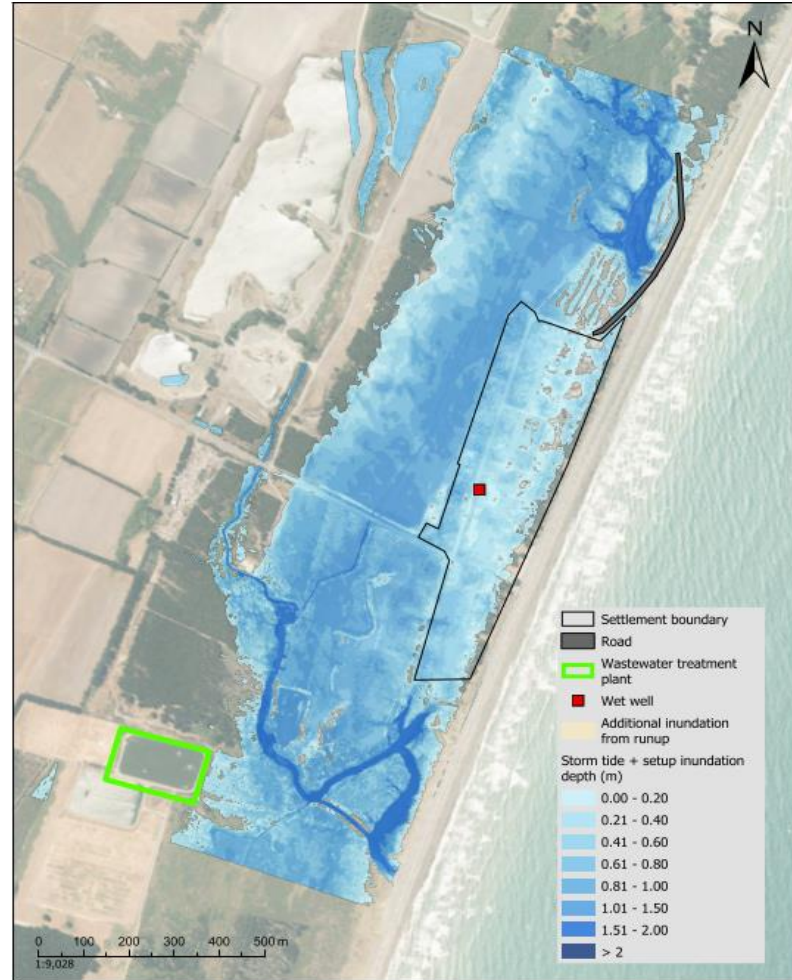 N
Settlement boundary
Road
Wastewater treatment
plant
Wet well
Additional inundation
from runup
Storm tide + setup inundation
depth (m)
0.00 - 0.20
0.21 - 0.40
0.41 - 0.60
0.61 - 0.80
0.81 - 1.00
1.01 - 1.50
1.51 - 2.00
> 2
0 100 200 300 400 500 m
1:9,028